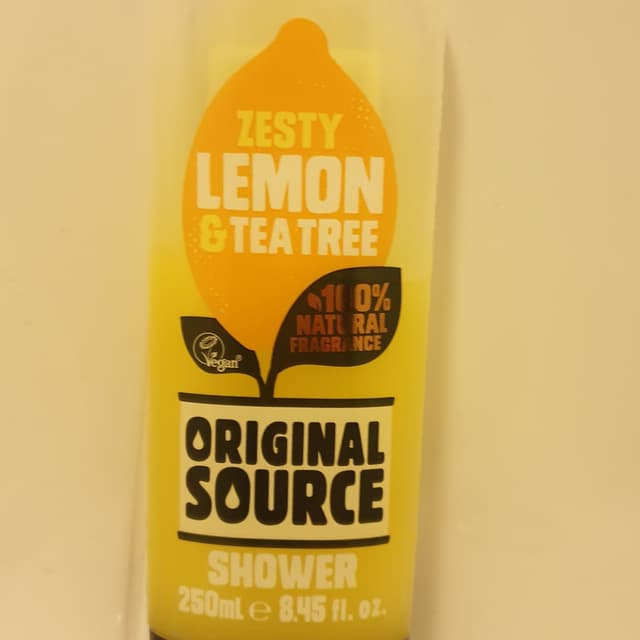 ZESTY
LEMON
& TEA TREE
100%
NATURAL
FRAGRANCE
Vegan®
ORIGINAL
SOURCE
SHOWER
250mL e 8.45 fl. oz.